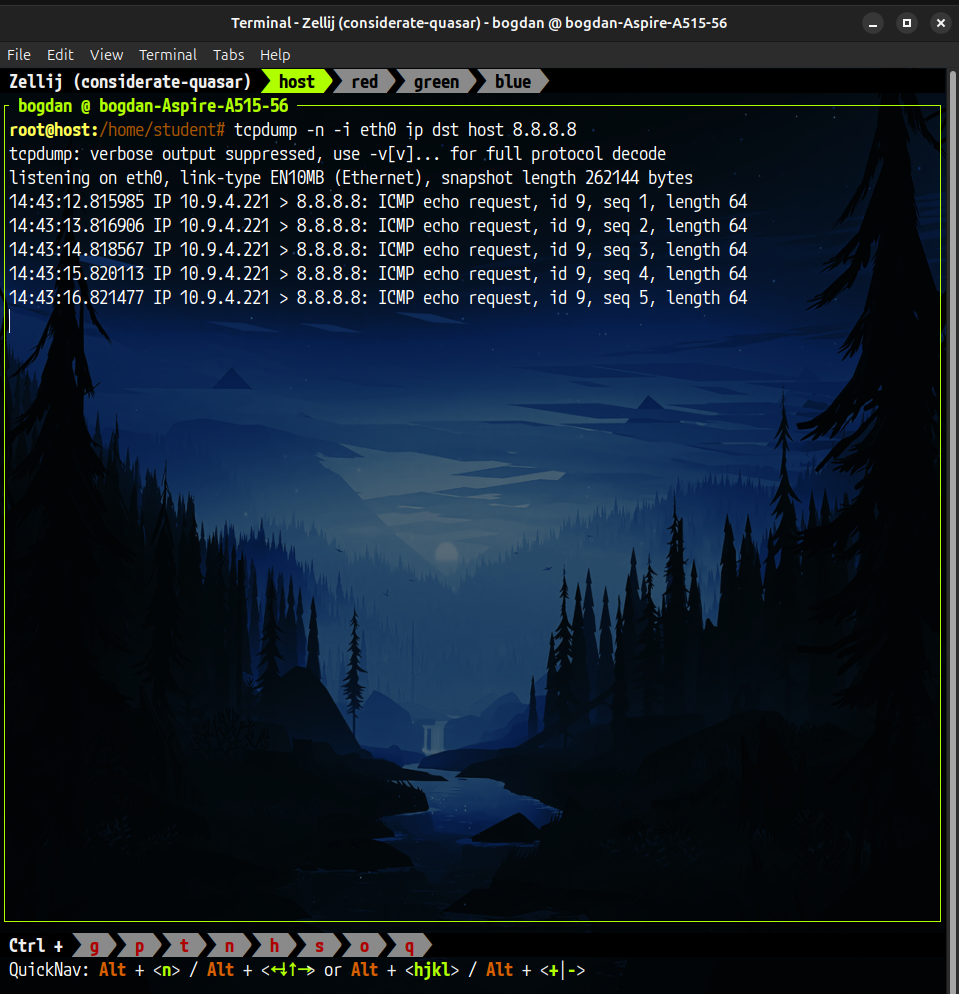 Terminal - Zellij (considerate-quasar) - bogdan @ bogdan-Aspire-A515-56
File Edit View Terminal Tabs Help
Zellij (considerate-quasar) host red green blue
bogdan @ bogdan-Aspire-A515-56
root@host:/home/student# tcpdump -n -i eth0 ip dst host 8.8.8.8
tcpdump: verbose output suppressed, use -v[v]... for full protocol decode
listening on eth0, link-type EN10MB (Ethernet), snapshot length 262144 bytes
14:43:12.815985 IP 10.9.4.221 > 8.8.8.8: ICMP echo request, id 9, seq 1, length 64
14:43:13.816906 IP 10.9.4.221 > 8.8.8.8: ICMP echo request, id 9, seq 2, length 64
14:43:14.818567 IP 10.9.4.221 > 8.8.8.8: ICMP echo request, id 9, seq 3, length 64
14:43:15.820113 IP 10.9.4.221 > 8.8.8.8: ICMP echo request, id 9, seq 4, length 64
14:43:16.821477 IP 10.9.4.221 > 8.8.8.8: ICMP echo request, id 9, seq 5, length 64
Ctrl + g p t n h s o q
QuickNav: Alt + <n> / Alt + <←↓↑→> or Alt + <hjkl> / Alt + <+|->